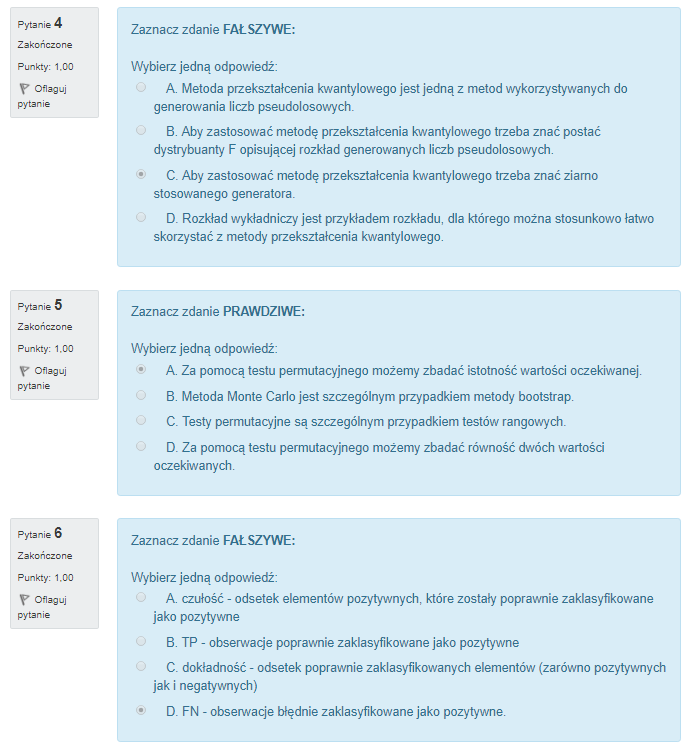 Pytanie 4
Zakończone
Punkty: 1,00
Oflaguj
pytanie
Zaznacz zdanie FAŁSZYWE:
Wybierz jedną odpowiedź:
A. Metoda przekształcenia kwantylowego jest jedną z metod wykorzystywanych do
generowania liczb pseudolosowych.
B. Aby zastosować metodę przekształcenia kwantylowego trzeba znać postać
dystrybuanty F opisującej rozkład generowanych liczb pseudolosowych.
C. Aby zastosować metodę przekształcenia kwantylowego trzeba znać ziarno
stosowanego generatora.
D. Rozkład wykładniczy jest przykładem rozkładu, dla którego można stosunkowo łatwo
skorzystać z metody przekształcenia kwantylowego.
Pytanie 5
Zakończone
Punkty: 1,00
Oflaguj
pytanie
Zaznacz zdanie PRAWDZIWE:
Wybierz jedną odpowiedź:
A. Za pomocą testu permutacyjnego możemy zbadać istotność wartości oczekiwanej.
B. Metoda Monte Carlo jest szczególnym przypadkiem metody bootstrap.
C. Testy permutacyjne są szczególnym przypadkiem testów rangowych.
D. Za pomocą testu permutacyjnego możemy zbadać równość dwóch wartości
oczekiwanych.
Pytanie 6
Zakończone
Punkty: 1,00
Oflaguj
pytanie
Zaznacz zdanie FAŁSZYWE:
Wybierz jedną odpowiedź:
A. czułość - odsetek elementów pozytywnych, które zostały poprawnie zaklasyfikowane
jako pozytywne
B. TP - obserwacje poprawnie zaklasyfikowane jako pozytywne
C. dokładność - odsetek poprawnie zaklasyfikowanych elementów (zarówno pozytywnych
jak i negatywnych)
D. FN - obserwacje błędnie zaklasyfikowane jako pozytywne.